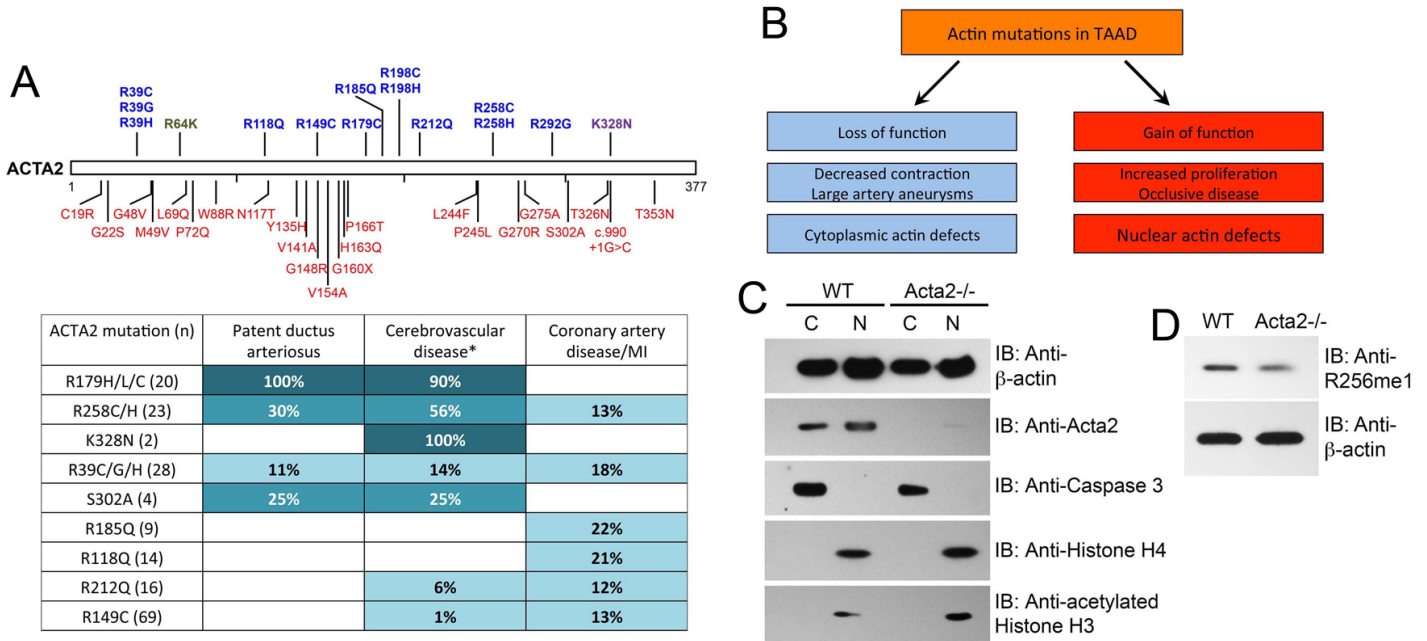 A
R39C
R39G
R39H
R64K
R118Q
R149C
R179C
R185Q
R198C
R198H
R212Q
R258C
R258H
R292G
K328N
ACTA2
1
377
C19R
G22S
G48V
M49V
L69Q
P72Q
W88R
N117T
Y135H
V141A
G148R
V154A
G160X
H163Q
P166T
L244F
P245L
G270R
G275A
S302A
T326N
c.990
+1G>C
T353N
ACTA2 mutation (n) Patent ductus arteriosus Cerebrovascular disease* Coronary artery disease/MI
R179H/L/C (20) 100% 90%
R258C/H (23) 30% 56% 13%
K328N (2) 100%
R39C/G/H (28) 11% 14% 18%
S302A (4) 25% 25%
R185Q (9) 22%
R118Q (14) 21%
R212Q (16) 6% 12%
R149C (69) 1% 13%
B
Actin mutations in TAAD
Loss of function
Decreased contraction
Large artery aneurysms
Cytoplasmic actin defects
Gain of function
Increased proliferation
Occlusive disease
Nuclear actin defects
C
WT Acta2-/-
C N C N
IB: Anti-
β-actin
IB: Anti-Acta2
IB: Anti-Caspase 3
IB: Anti-Histone H4
IB: Anti-acetylated
Histone H3
D
WT Acta2-/-
IB: Anti-
R256me1
IB: Anti-
β-actin